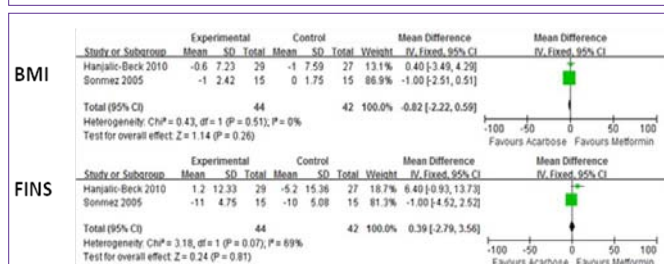 BMI
Experimental Control Mean Difference Mean Difference
Study or Subgroup Mean SD Total Mean SD Total Weight IV, Fixed, 95% CI IV, Fixed, 95% CI
Hanjalic-Beck 2010 -0.6 7.23 29 -1 7.59 27 13.1% 0.40 [-3.49, 4.29]
Sonmez 2005 -1 2.42 15 0 1.75 15 86.9% -1.00 [-2.51, 0.51]
Total (95% CI) 44 42 100.0% -0.82 [-2.22, 0.59]
Heterogeneity: Chi² = 0.43, df = 1 (P = 0.51); I² = 0%
Test for overall effect: Z = 1.14 (P = 0.26)
-100 -50 0 50 100
Favours Acarbose Favours Metformin
FINS
Experimental Control Mean Difference Mean Difference
Study or Subgroup Mean SD Total Mean SD Total Weight IV, Fixed, 95% CI IV, Fixed, 95% CI
Hanjalic-Beck 2010 1.2 12.33 29 -5.2 15.36 27 18.7% 6.40 [-0.93, 13.73]
Sonmez 2005 -11 4.75 15 -10 5.08 15 81.3% -1.00 [-4.52, 2.52]
Total (95% CI) 44 42 100.0% 0.39 [-2.79, 3.56]
Heterogeneity: Chi² = 3.18, df = 1 (P = 0.07); I² = 69%
Test for overall effect: Z = 0.24 (P = 0.81)
-100 -50 0 50 100
Favours Acarbose Favours Metformin